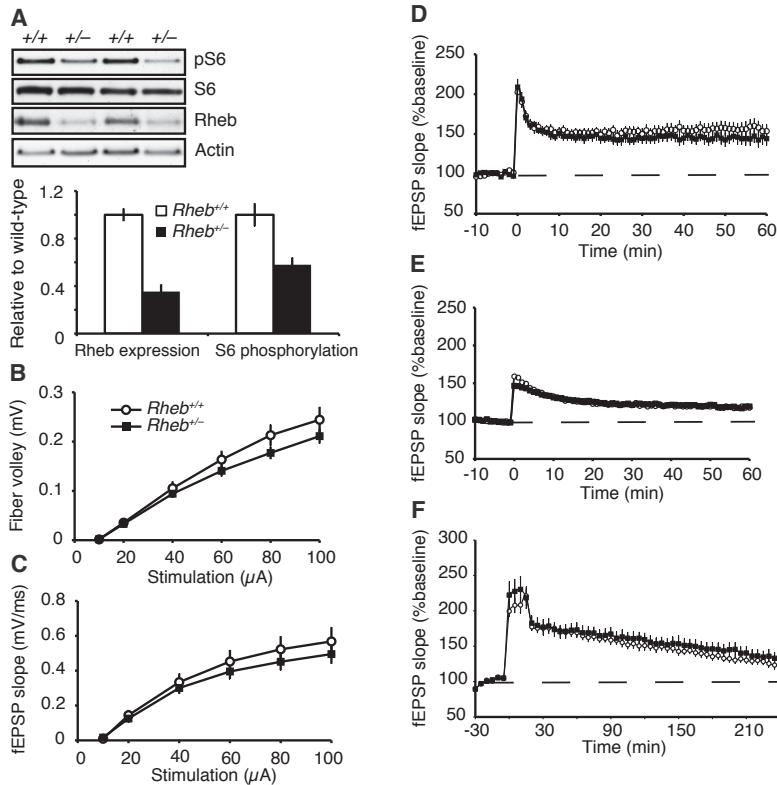 A
+/+ +/– +/+ +/–
pS6
S6
Rheb
Actin
Relative to wild-type
1.2
0.8
0.4
0
Rheb+/+
Rheb+/–
Rheb expression
S6 phosphorylation
B
Fiber volley (mV)
0.3
0.2
0.1
0
Rheb+/+
Rheb+/–
20 40 60 80 100
Stimulation (µA)
C
fEPSP slope (mV/ms)
0.8
0.6
0.4
0.2
0
0 20 40 60 80 100
Stimulation (µA)
D
fEPSP slope (%baseline)
250
200
150
100
50
-10 0 10 20 30 40 50 60
Time (min)
E
fEPSP slope (%baseline)
250
200
150
100
50
-10 0 10 20 30 40 50 60
Time (min)
F
fEPSP slope (%baseline)
300
250
200
150
100
50
-30 30 90 150 210
Time (min)